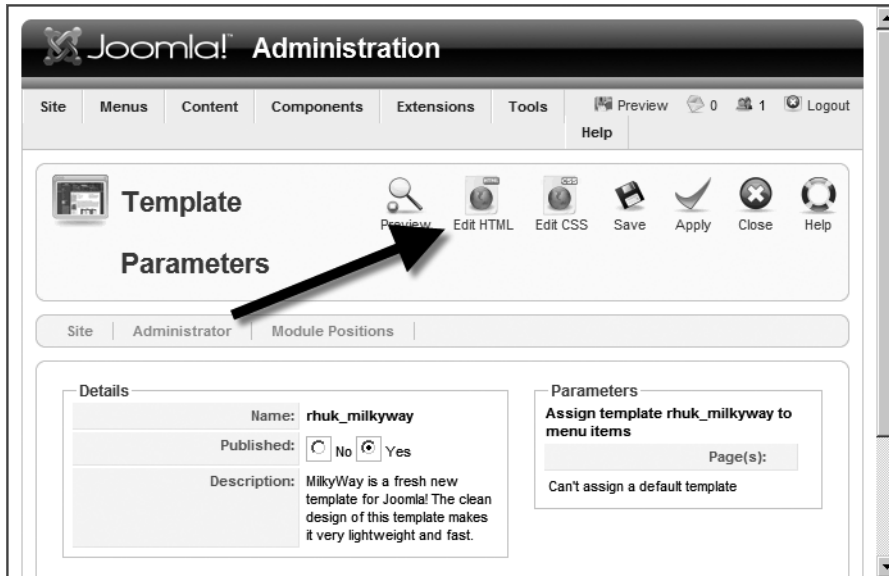 Joomla! Administration
Site Menus Content Components Extensions Tools Preview 0 1 Logout
Help
Template
Parameters
Preview Edit HTML Edit CSS Save Apply Close Help
Site Administrator Module Positions
Details
Name: rhuk_milkyway
Published: No Yes
Description: MilkyWay is a fresh new
template for Joomla! The clean
design of this template makes
it very lightweight and fast.
Parameters
Assign template rhuk_milkyway to
menu items
Page(s):
Can't assign a default template